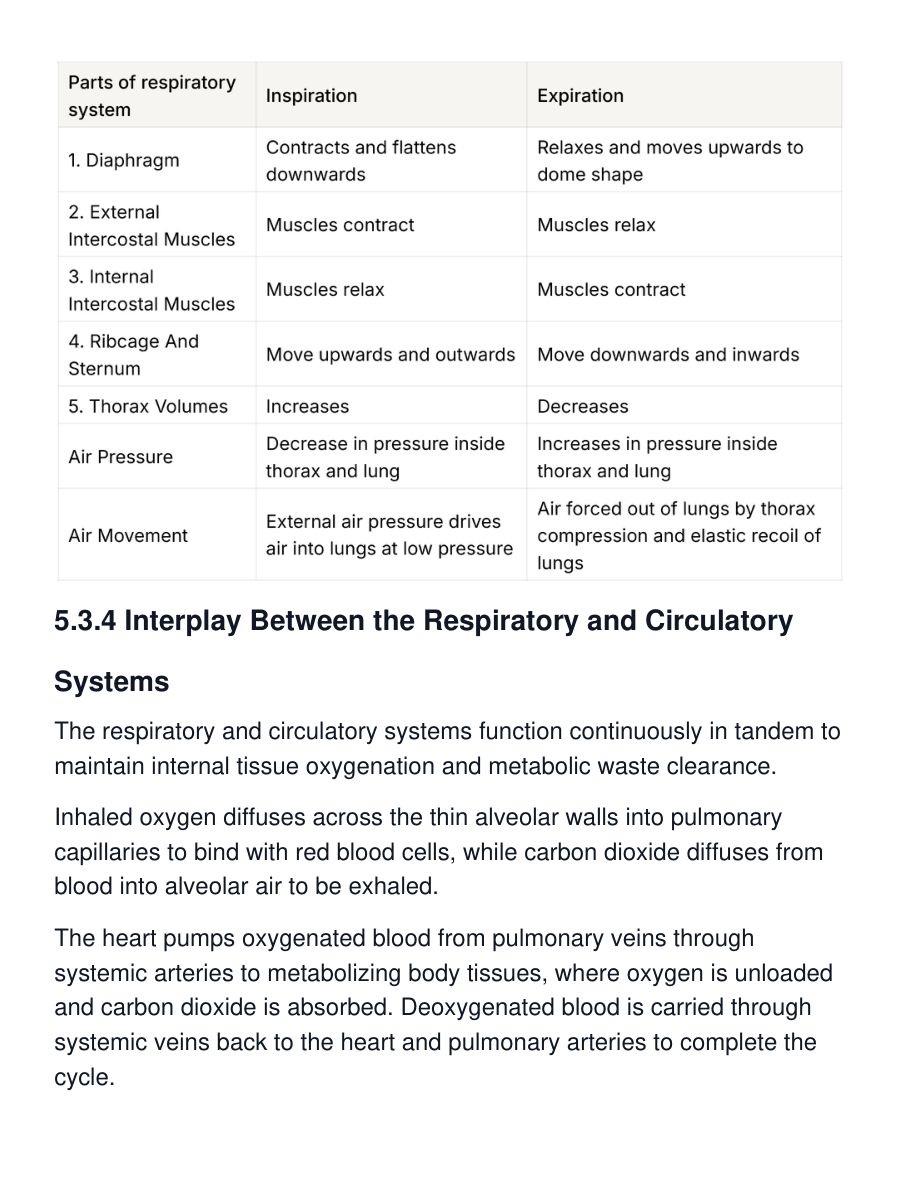 Parts of respiratory
system
Inspiration
Expiration
1. Diaphragm
Contracts and flattens
downwards
Relaxes and moves upwards to
dome shape
2. External
Intercostal Muscles
Muscles contract
Muscles relax
3. Internal
Intercostal Muscles
Muscles relax
Muscles contract
4. Ribcage And
Sternum
Move upwards and outwards
Move downwards and inwards
5. Thorax Volumes
Increases
Decreases
Air Pressure
Decrease in pressure inside
thorax and lung
Increases in pressure inside
thorax and lung
Air Movement
External air pressure drives
air into lungs at low pressure
Air forced out of lungs by thorax
compression and elastic recoil of
lungs
5.3.4 Interplay Between the Respiratory and Circulatory
Systems
The respiratory and circulatory systems function continuously in tandem to
maintain internal tissue oxygenation and metabolic waste clearance.
Inhaled oxygen diffuses across the thin alveolar walls into pulmonary
capillaries to bind with red blood cells, while carbon dioxide diffuses from
blood into alveolar air to be exhaled.
The heart pumps oxygenated blood from pulmonary veins through
systemic arteries to metabolizing body tissues, where oxygen is unloaded
and carbon dioxide is absorbed. Deoxygenated blood is carried through
systemic veins back to the heart and pulmonary arteries to complete the
cycle.